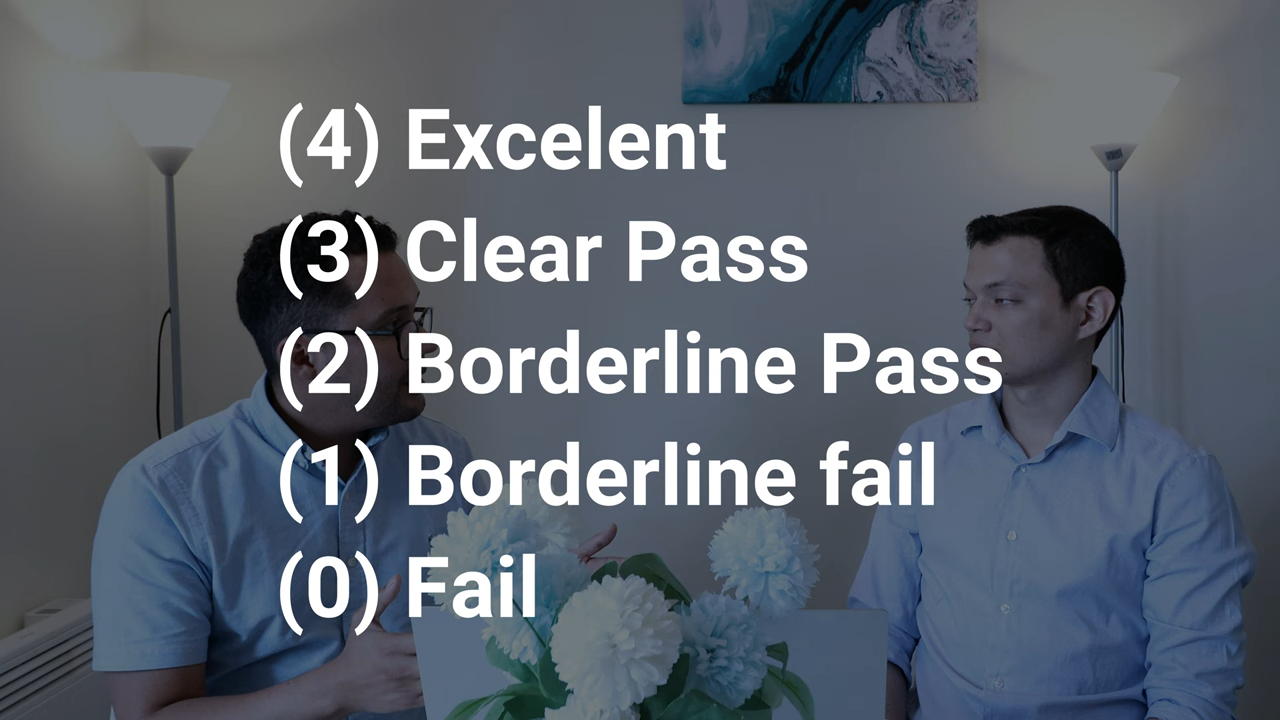 (4) Excelent
(3) Clear Pass
(2) Borderline Pass
(1) Borderline fail
(0) Fail